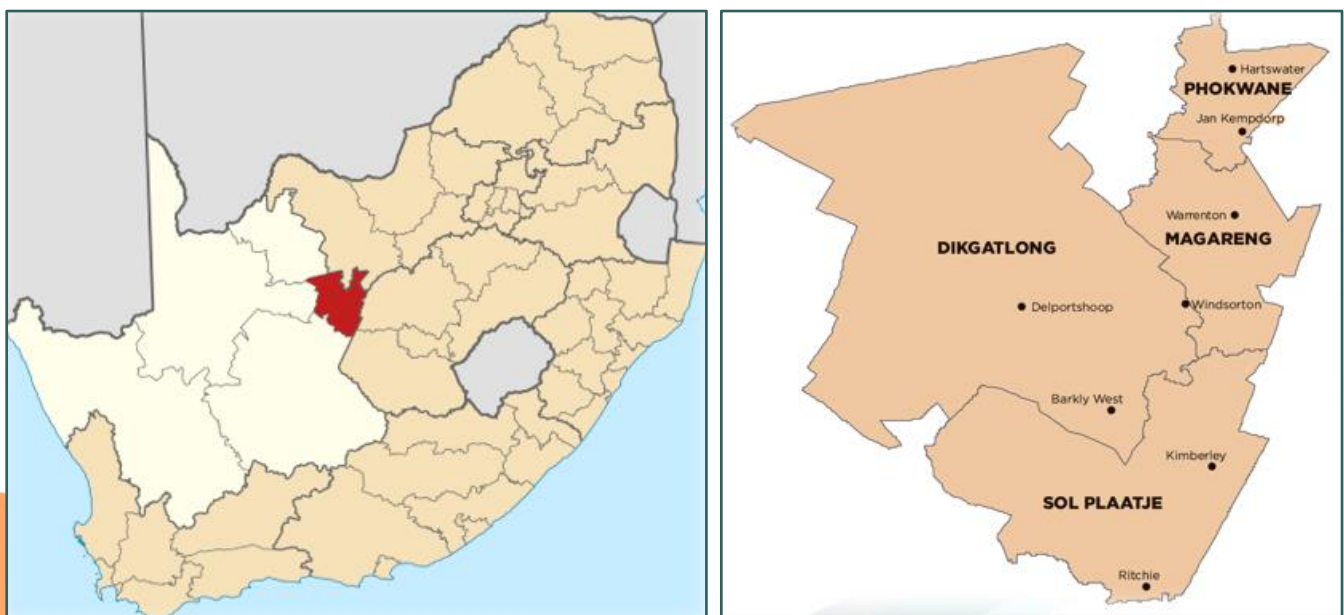 Hartswater
PHOKWANE
Jan Kempdorp
Warrenton
MAGARENG
DIKGATLONG
Delportshoop
Windsorton
Barkly West
Kimberley
SOL PLAATJE
Ritchie